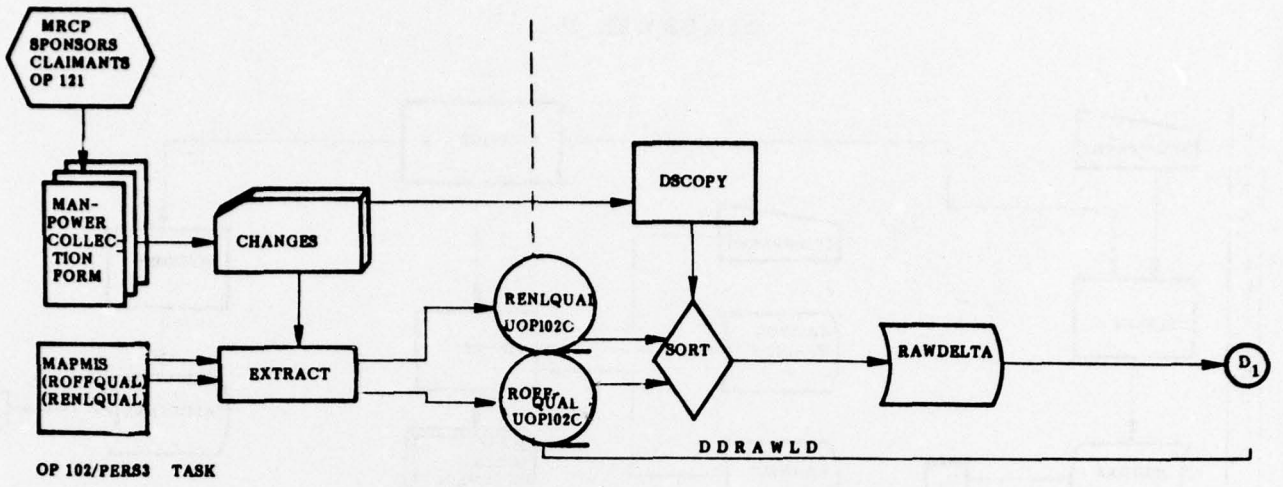 MRCP
SPONSORS
CLAIMANTS
OP 121
MAN-
POWER
COLLEC-
TION
FORM
CHANGES
DSCOPY
MAPMIS
(ROFFQUAL)
(RENLQUAL)
EXTRACT
RENLQUAL
UOP102C
ROFF-
QUAL
UOP102C
SORT
RAWDELTA
D1
DDRAWLD
OP 102/PERS3 TASK